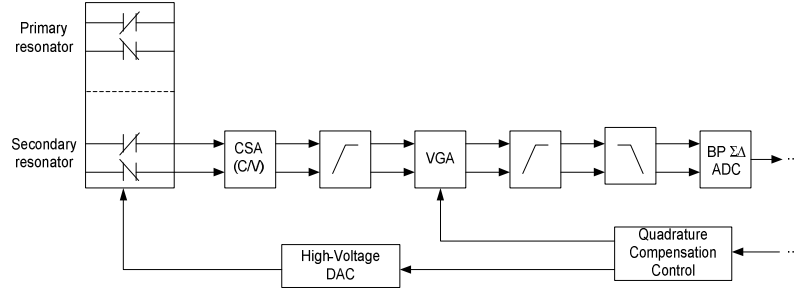 Primary
resonator
Secondary
resonator
CSA
(C/V)
VGA
BP ΣΔ
ADC
..
High-Voltage
DAC
Quadrature
Compensation
Control
..